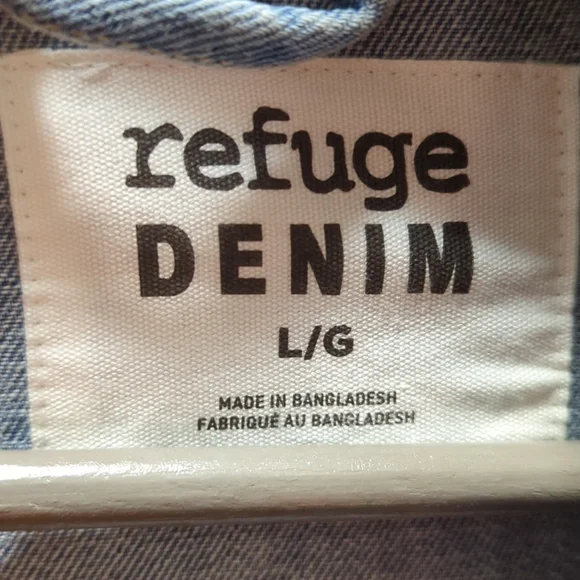 refuge
DENIM
L/G
MADE IN BANGLADESH
FABRIQUÉ AU BANGLADESH